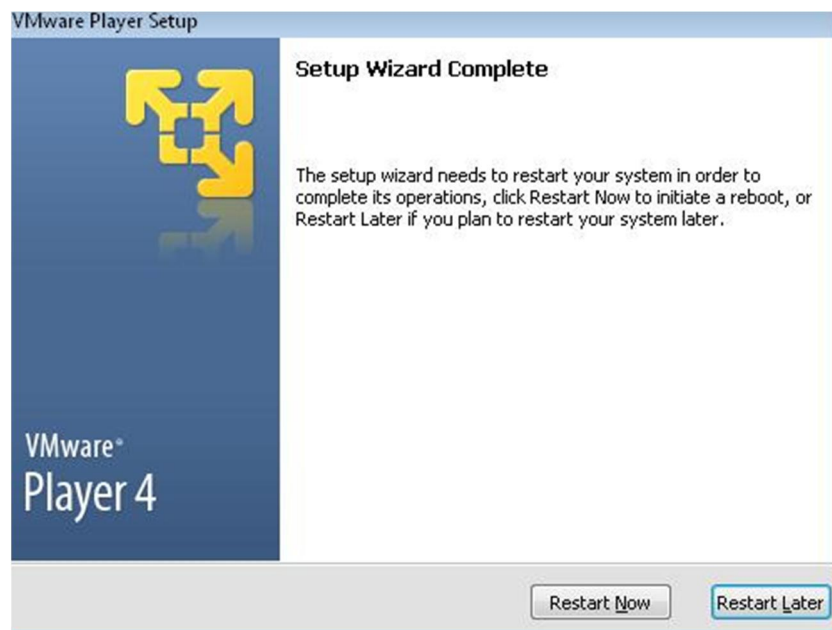 VMware Player Setup
Setup Wizard Complete
The setup wizard needs to restart your system in order to
complete its operations, click Restart Now to initiate a reboot, or
Restart Later if you plan to restart your system later.
VMware®
Player 4
Restart Now
Restart Later